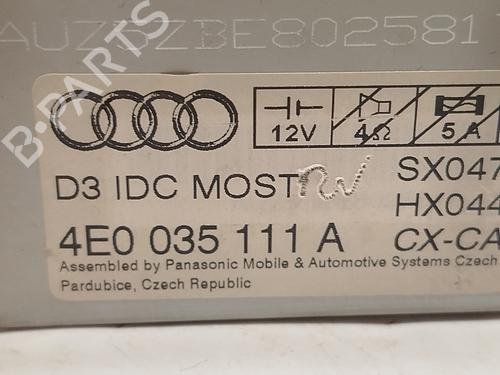 AUZ5ZBE802581
B-PARTS
12V 4Ω 5A
D3 IDC MOST
SX047
HX044
4E0 035 111 A CX-CA
Assembled by Panasonic Mobile & Automotive Systems Czech
Pardubice, Czech Republic